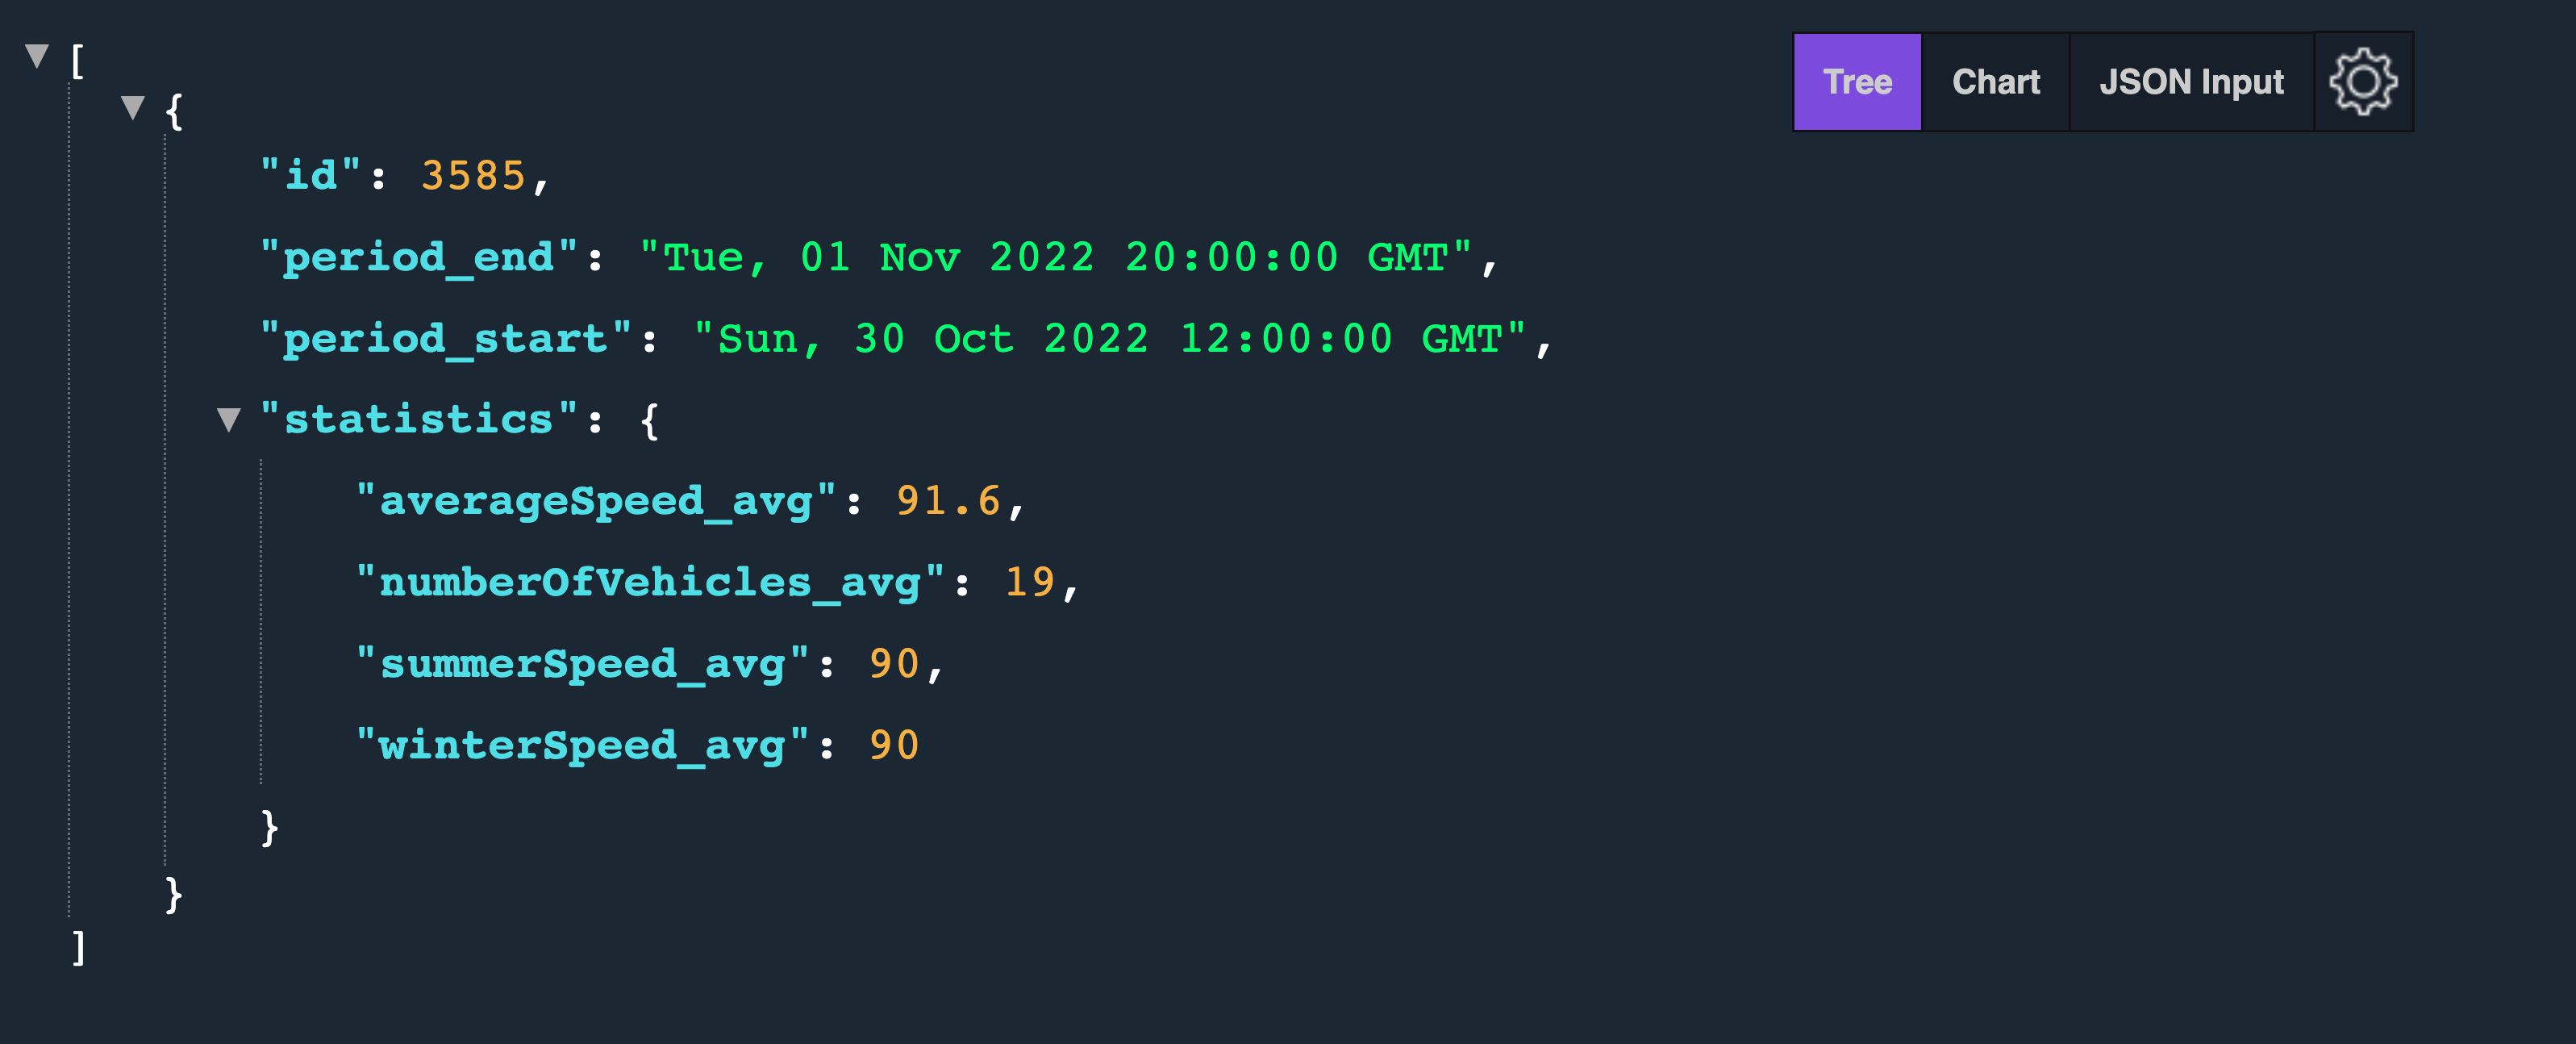 [
Tree Chart JSON Input
{
"id": 3585,
"period_end": "Tue, 01 Nov 2022 20:00:00 GMT",
"period_start": "Sun, 30 Oct 2022 12:00:00 GMT",
"statistics": {
"averageSpeed_avg": 91.6,
"numberOfVehicles_avg": 19,
"summerSpeed_avg": 90,
"winterSpeed_avg": 90
}
}
]